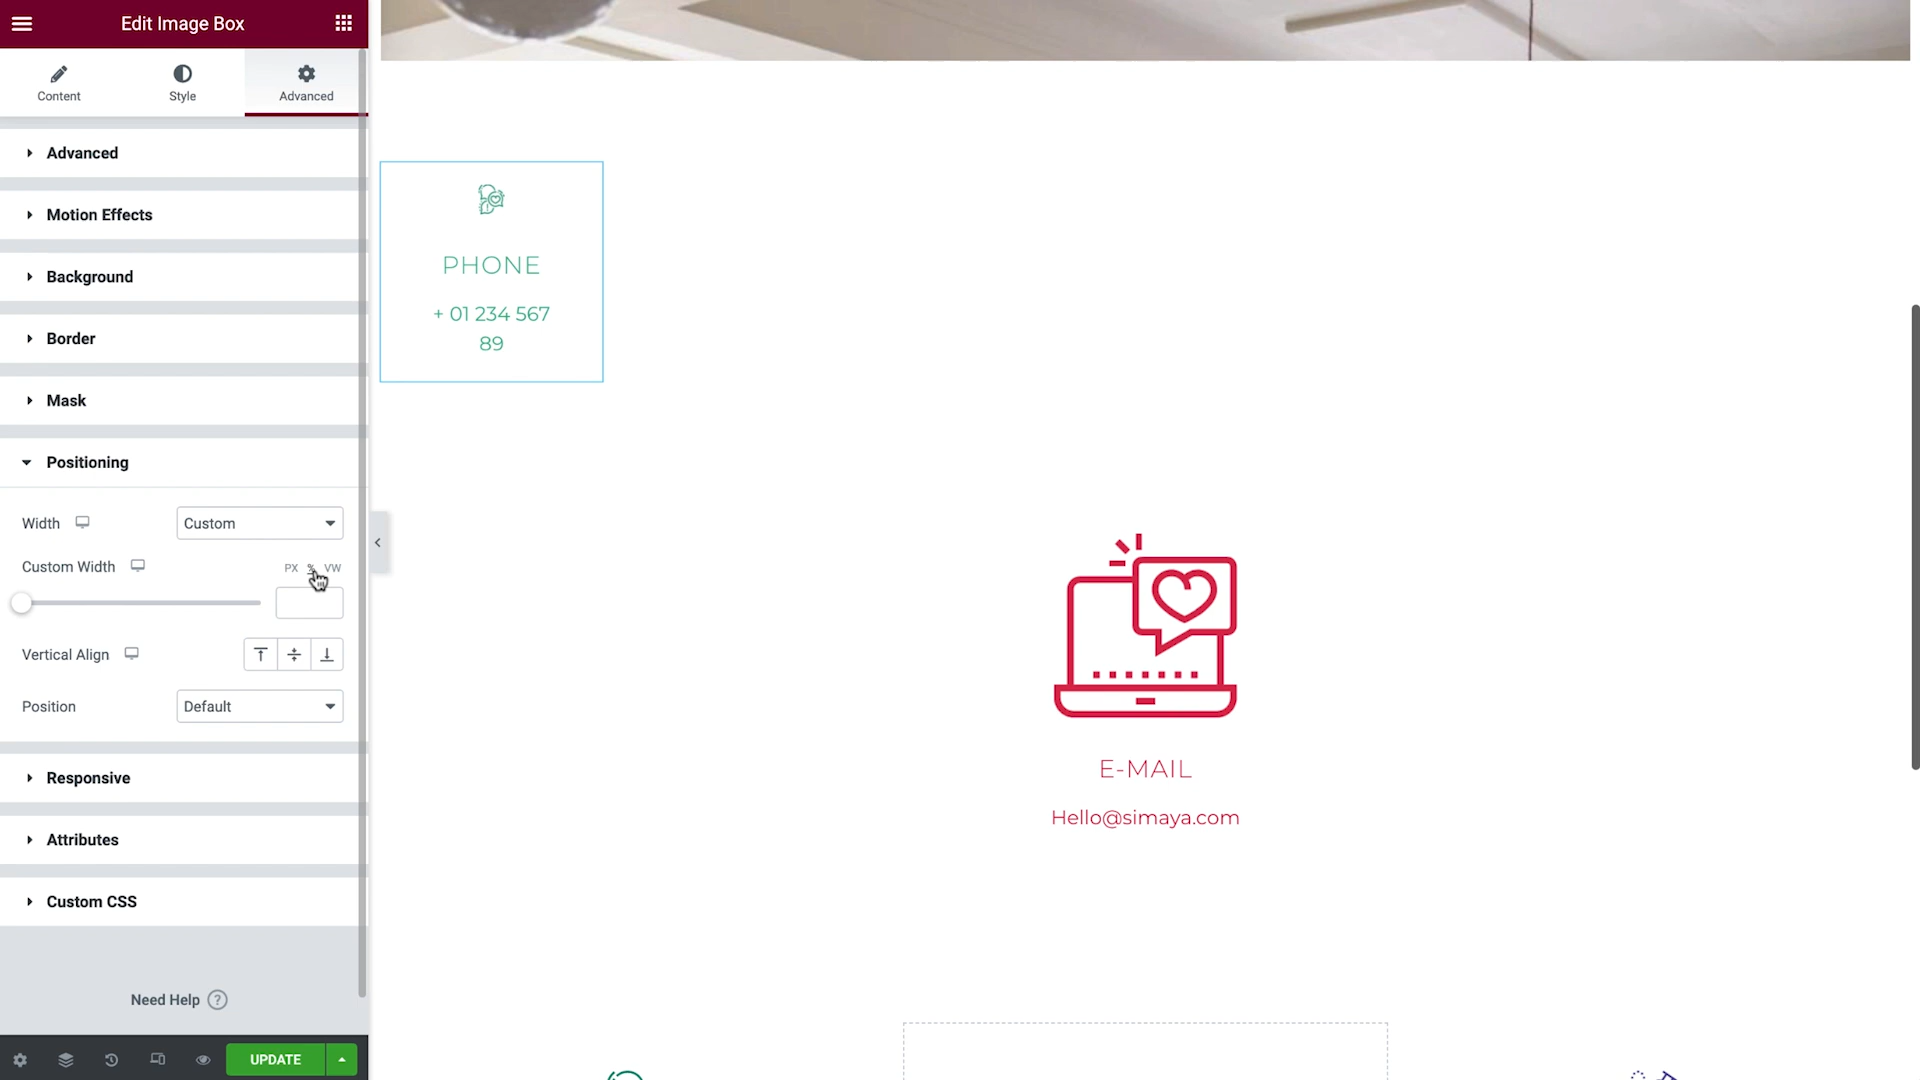 Edit Image Box
Content
Style
Advanced
Advanced
Motion Effects
Background
Border
Mask
Positioning
Width
Custom
Custom Width
PX % VW
Vertical Align
Position
Default
Responsive
Attributes
Custom CSS
Need Help ?
UPDATE
PHONE
+ 01 234 567
89
E-MAIL
Hello@simaya.com